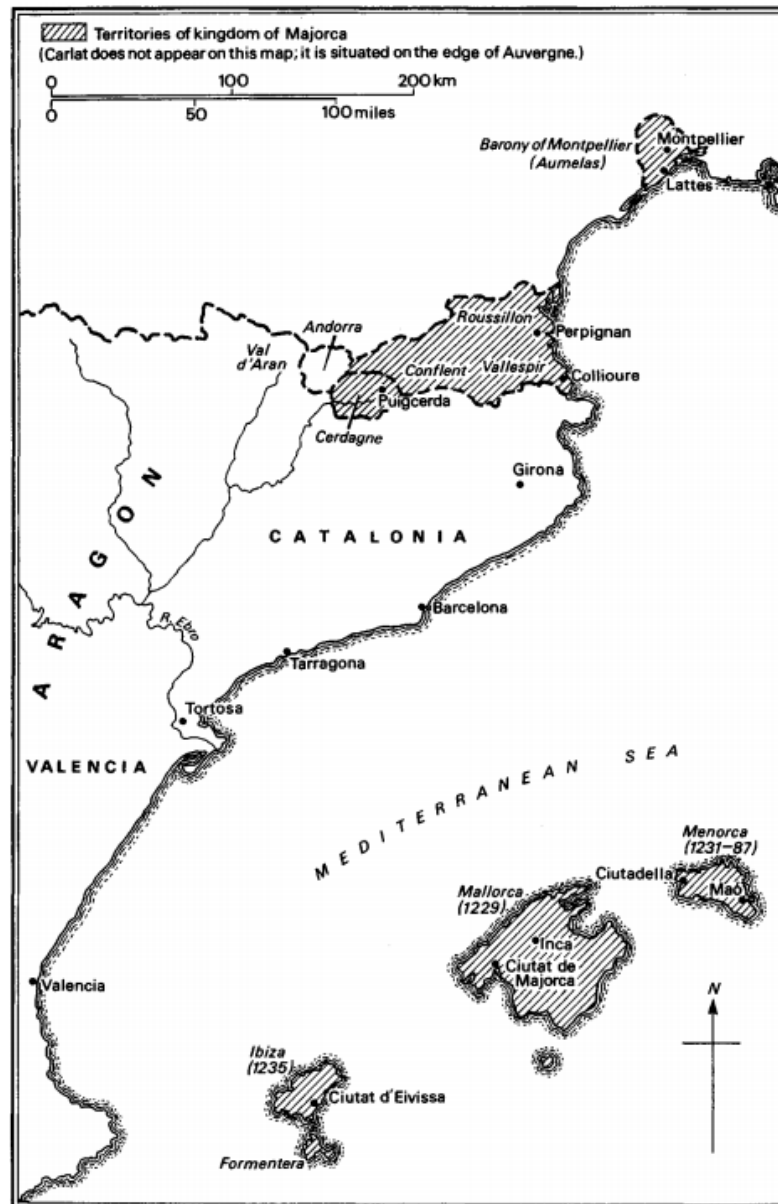 Territories of kingdom of Majorca
(Carlat does not appear on this map; it is situated on the edge of Auvergne.)
0 100 200 km
0 50 100 miles
Barony of Montpellier
(Aumelas)
Montpellier
Lattes
Roussillon
Perpignan
Andorra
Val
d'Aran
Conflent
Vallespir
Collioure
Puigcerda
Cerdagne
Girona
CATALONIA
ARAGON
R. Ebro
Barcelona
Tarragona
Tortosa
VALENCIA
MEDITERRANEAN SEA
Menorca
(1231–87)
Ciutadella
Maó
Mallorca
(1229)
Inca
Ciutat de
Majorca
Valencia
N
Ibiza
(1235)
Ciutat d'Eivissa
Formentera